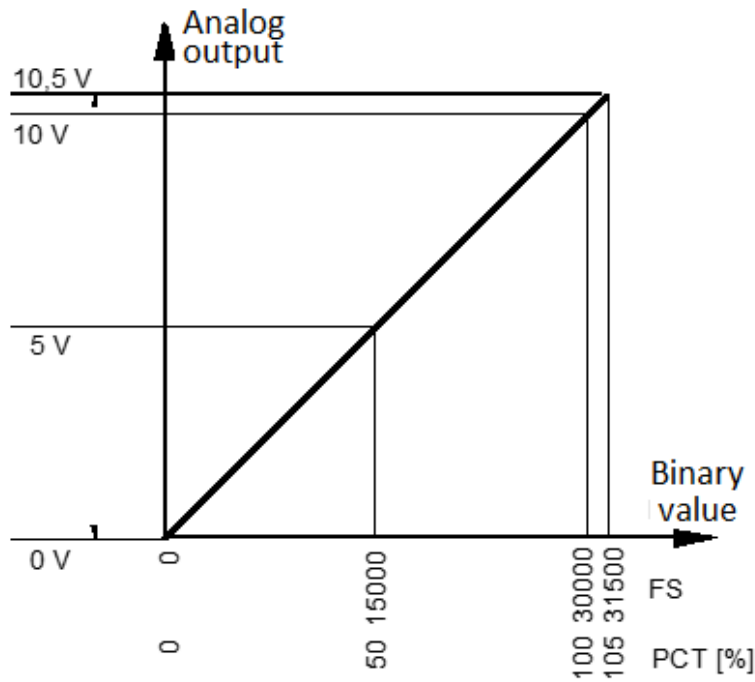 Analog
output
10,5 V
10 V
5 V
Binary
value
0 V
0 15000 30000 31500 FS
0 50 100 105 PCT [%]